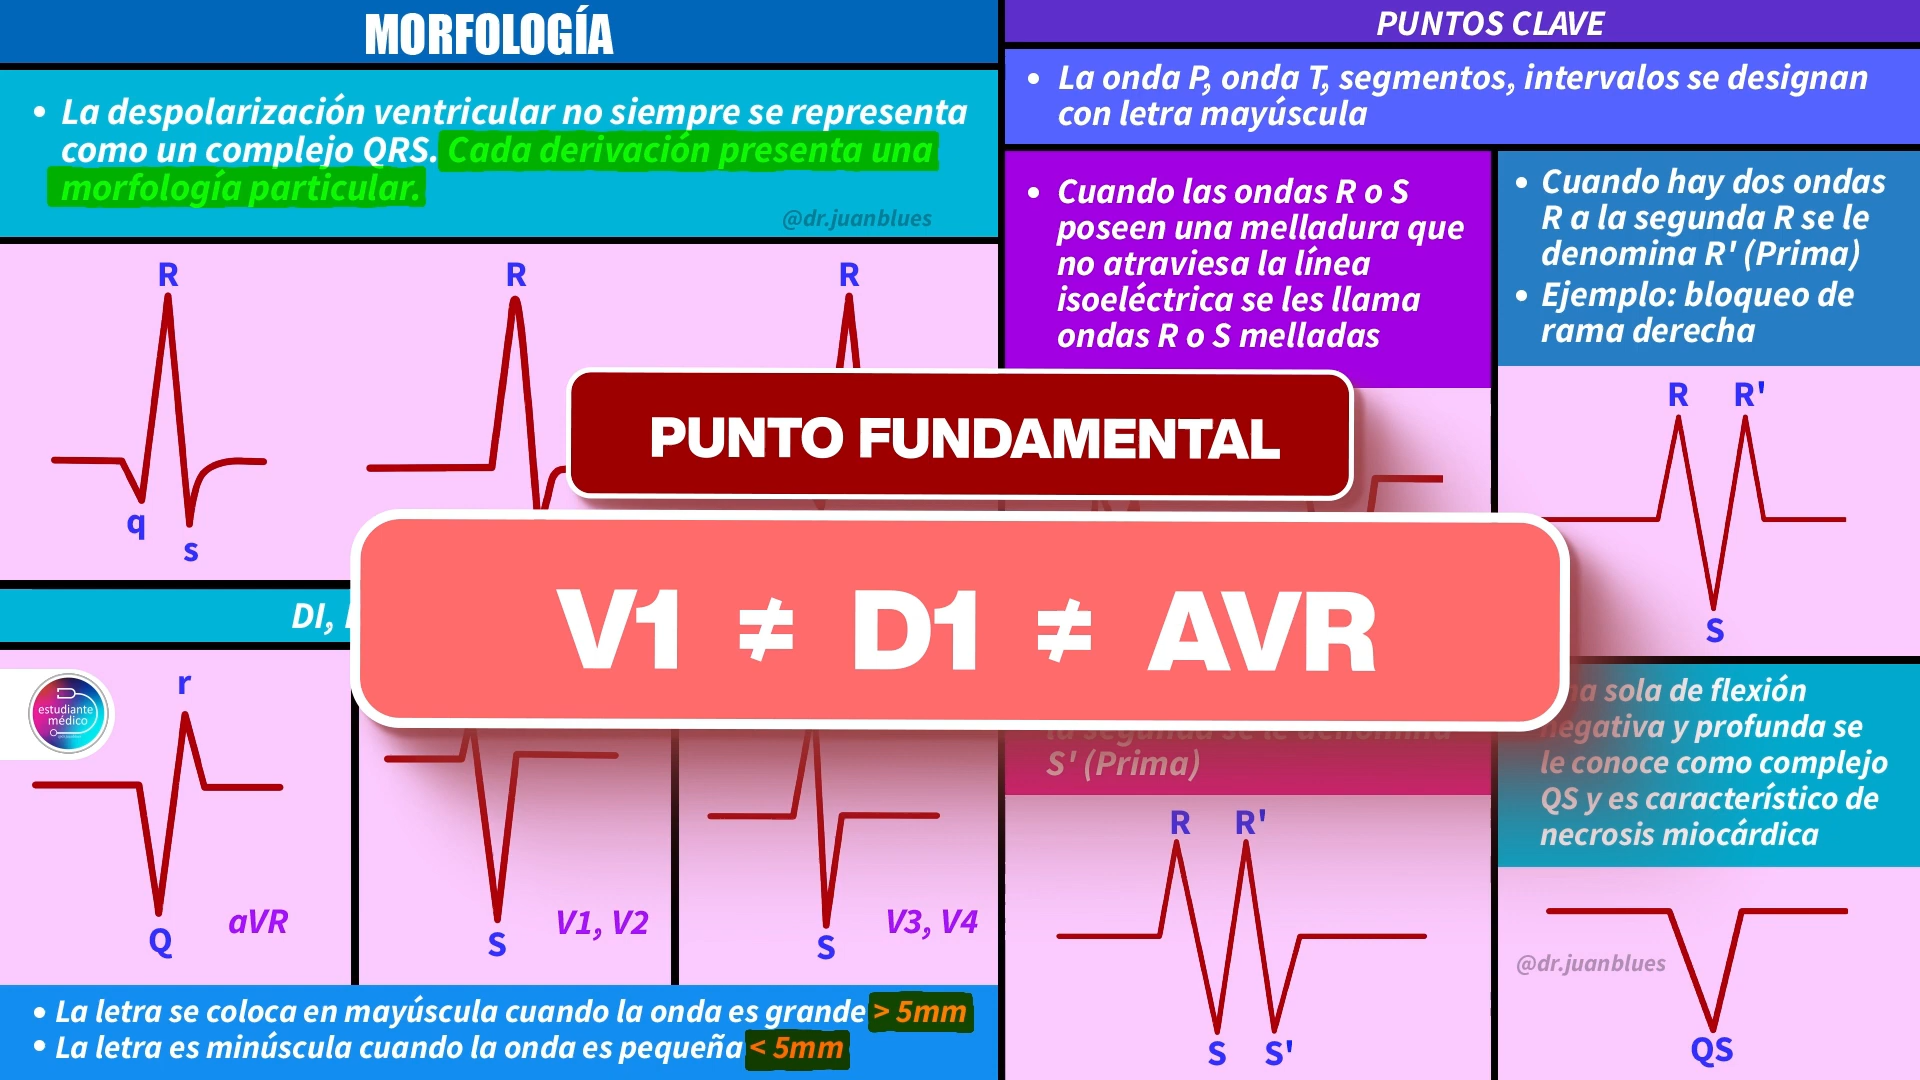 MORFOLOGÍA
• La despolarización ventricular no siempre se representa
como un complejo QRS. Cada derivación presenta una
morfología particular.
@dr.juanblues
R
q
s
R
R
DI,
r
Q
aVR
S
V1, V2
S
V3, V4
estudiante
médico
• La letra se coloca en mayúscula cuando la onda es grande > 5mm
• La letra es minúscula cuando la onda es pequeña < 5mm
PUNTO FUNDAMENTAL
V1 ≠ D1 ≠ AVR
PUNTOS CLAVE
• La onda P, onda T, segmentos, intervalos se designan
con letra mayúscula
• Cuando las ondas R o S
poseen una melladura que
no atraviesa la línea
isoeléctrica se les llama
ondas R o S melladas
• Cuando hay dos ondas
R a la segunda R se le
denomina R' (Prima)
• Ejemplo: bloqueo de
rama derecha
R R'
S
la segunda se le denomina
S' (Prima)
R R'
S S'
sola de flexión
negativa y profunda se
le conoce como complejo
QS y es característico de
necrosis miocárdica
@dr.juanblues
QS